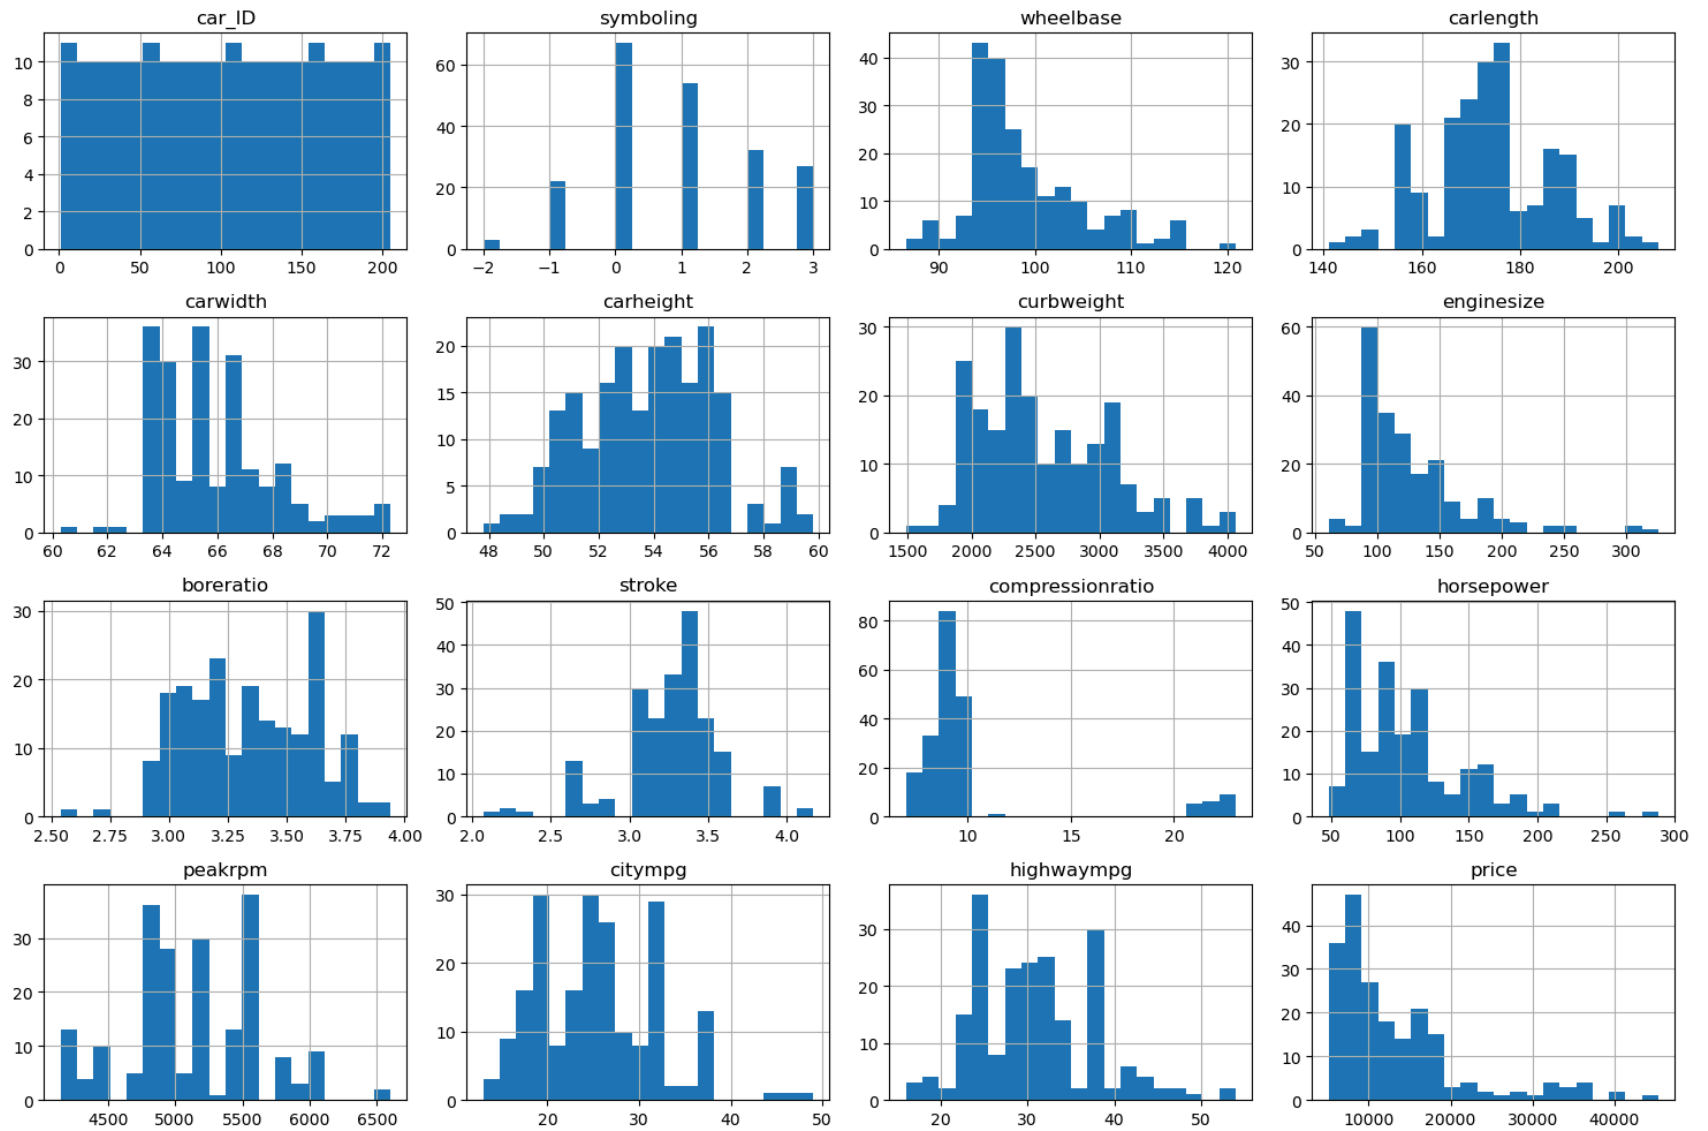 car_ID
10
8
6
4
2
0
0 50 100 150 200
symboling
60
40
20
0
−2 −1 0 1 2 3
wheelbase
40
30
20
10
0
90 100 110 120
carlength
30
20
10
0
140 160 180 200
carwidth
30
20
10
0
60 62 64 66 68 70 72
carheight
20
15
10
5
0
48 50 52 54 56 58 60
curbweight
30
20
10
0
1500 2000 2500 3000 3500 4000
enginesize
60
40
20
0
50 100 150 200 250 300
boreratio
30
20
10
0
2.50 2.75 3.00 3.25 3.50 3.75 4.00
stroke
50
40
30
20
10
0
2.0 2.5 3.0 3.5 4.0
compressionratio
80
60
40
20
0
10 15 20
horsepower
50
40
30
20
10
0
50 100 150 200 250 300
peakrpm
30
20
10
0
4500 5000 5500 6000 6500
citympg
30
20
10
0
20 30 40 50
highwaympg
30
20
10
0
20 30 40 50
price
40
30
20
10
0
10000 20000 30000 40000